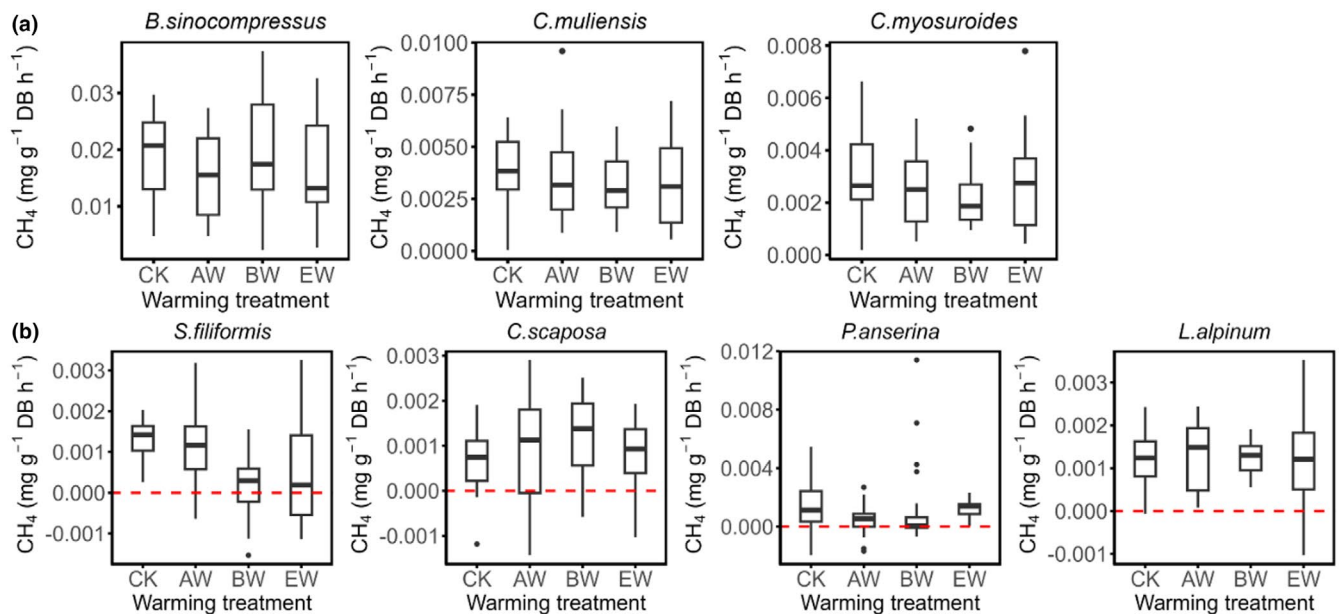 (a)
B.sinocompressus
CH₄ (mg g⁻¹ DB h⁻¹)
0.03
0.02
0.01
CK AW BW EW
Warming treatment
C.muliensis
CH₄ (mg g⁻¹ DB h⁻¹)
0.0100
0.0075
0.0050
0.0025
0.0000
CK AW BW EW
Warming treatment
C.myosuroides
CH₄ (mg g⁻¹ DB h⁻¹)
0.008
0.006
0.004
0.002
0.000
CK AW BW EW
Warming treatment
(b)
S.filiformis
CH₄ (mg g⁻¹ DB h⁻¹)
0.003
0.002
0.001
0.000
-0.001
CK AW BW EW
Warming treatment
C.scaposa
CH₄ (mg g⁻¹ DB h⁻¹)
0.003
0.002
0.001
0.000
-0.001
CK AW BW EW
Warming treatment
P.anserina
CH₄ (mg g⁻¹ DB h⁻¹)
0.012
0.004
0.000
CK AW BW EW
Warming treatment
L.alpinum
CH₄ (mg g⁻¹ DB h⁻¹)
0.003
0.002
0.001
0.000
-0.001
CK AW BW EW
Warming treatment